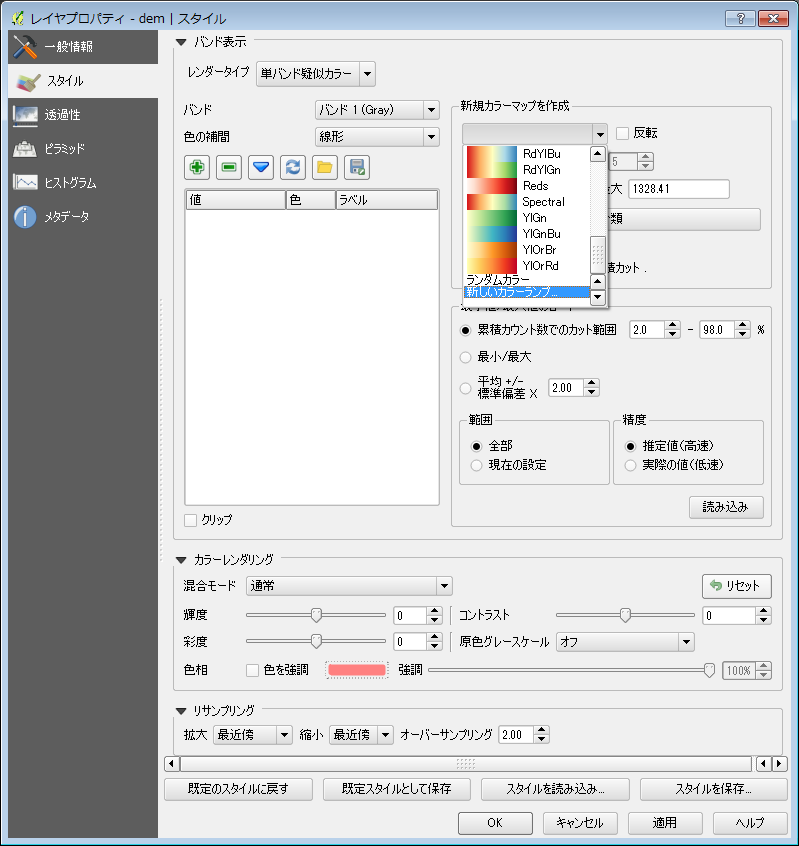 レイヤプロパティ - dem | スタイル
一般情報
スタイル
透過性
ピラミッド
ヒストグラム
メタデータ
バンド表示
レンダータイプ 単バンド疑似カラー
バンド バンド 1 (Gray)
色の補間 線形
値 色 ラベル
クリップ
新規カラーマップを作成
反転
RdYlBu
RdYlGn
Reds
Spectral
YlGn
YlGnBu
YlOrBr
YlOrRd
ランダムカラー
新しいカラーランプ...
5
大 1328.41
類
積カット .
累積カウント数でのカット範囲 2.0 - 98.0 %
最小/最大
平均 +/-
標準偏差 X 2.00
範囲
全部
現在の設定
精度
推定値(高速)
実際の値(低速)
読み込み
カラーレンダリング
混合モード 通常 リセット
輝度 0 コントラスト 0
彩度 0 原色グレースケール オフ
色相 色を強調 強調 100%
リサンプリング
拡大 最近傍 縮小 最近傍 オーバーサンプリング 2.00
既定のスタイルに戻す 既定スタイルとして保存 スタイルを読み込み... スタイルを保存...
OK キャンセル 適用 ヘルプ